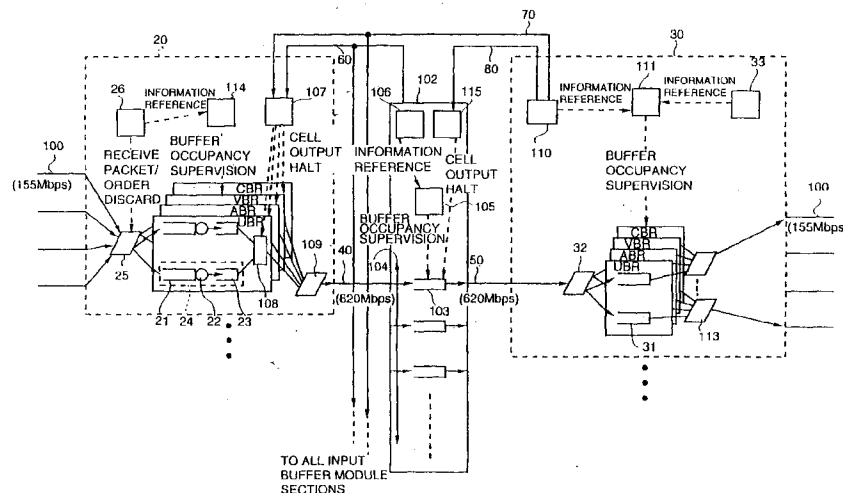 70
20
60
80
30
102
26
114
107
106
115
111
33
INFORMATION
REFERENCE
INFORMATION
REFERENCE
INFORMATION
REFERENCE
110
100
(155Mbps)
RECEIVE
PACKET/
ORDER
DISCARD
BUFFER
OCCUPANCY
SUPERVISION
CELL
OUTPUT
HALT
INFORMATION
REFERENCE
CELL
OUTPUT
HALT
105
BUFFER
OCCUPANCY
SUPERVISION
CBR
VBR
ABR
UBR
BUFFER
OCCUPANCY
SUPERVISION
104
CBR
VBR
ABR
UBR
100
(155Mbps)
25
109
40
(620Mbps)
103
50
(620Mbps)
32
108
21
22
23
24
31
113
TO ALL INPUT
BUFFER MODULE
SECTIONS